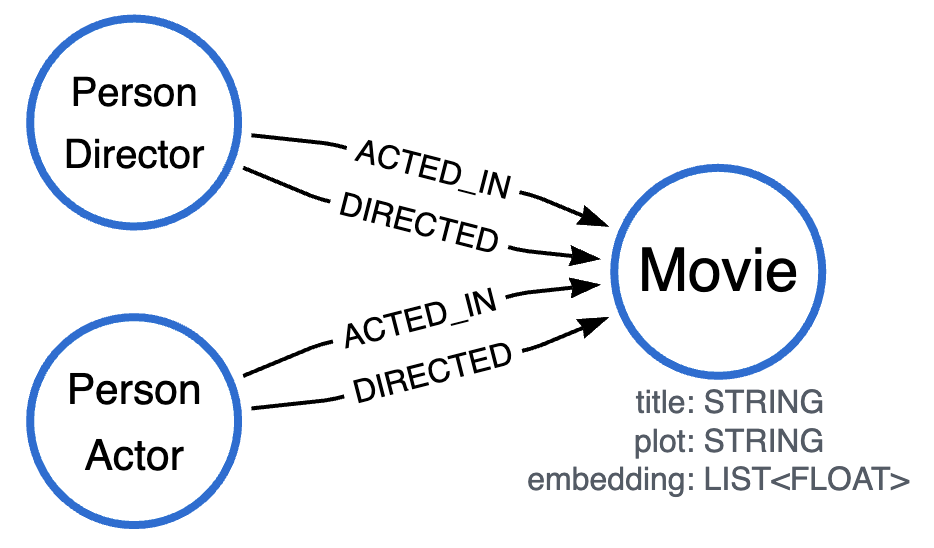 Person
Director
ACTED_IN
DIRECTED
Movie
ACTED_IN
DIRECTED
Person
Actor
title: STRING
plot: STRING
embedding: LIST<FLOAT>